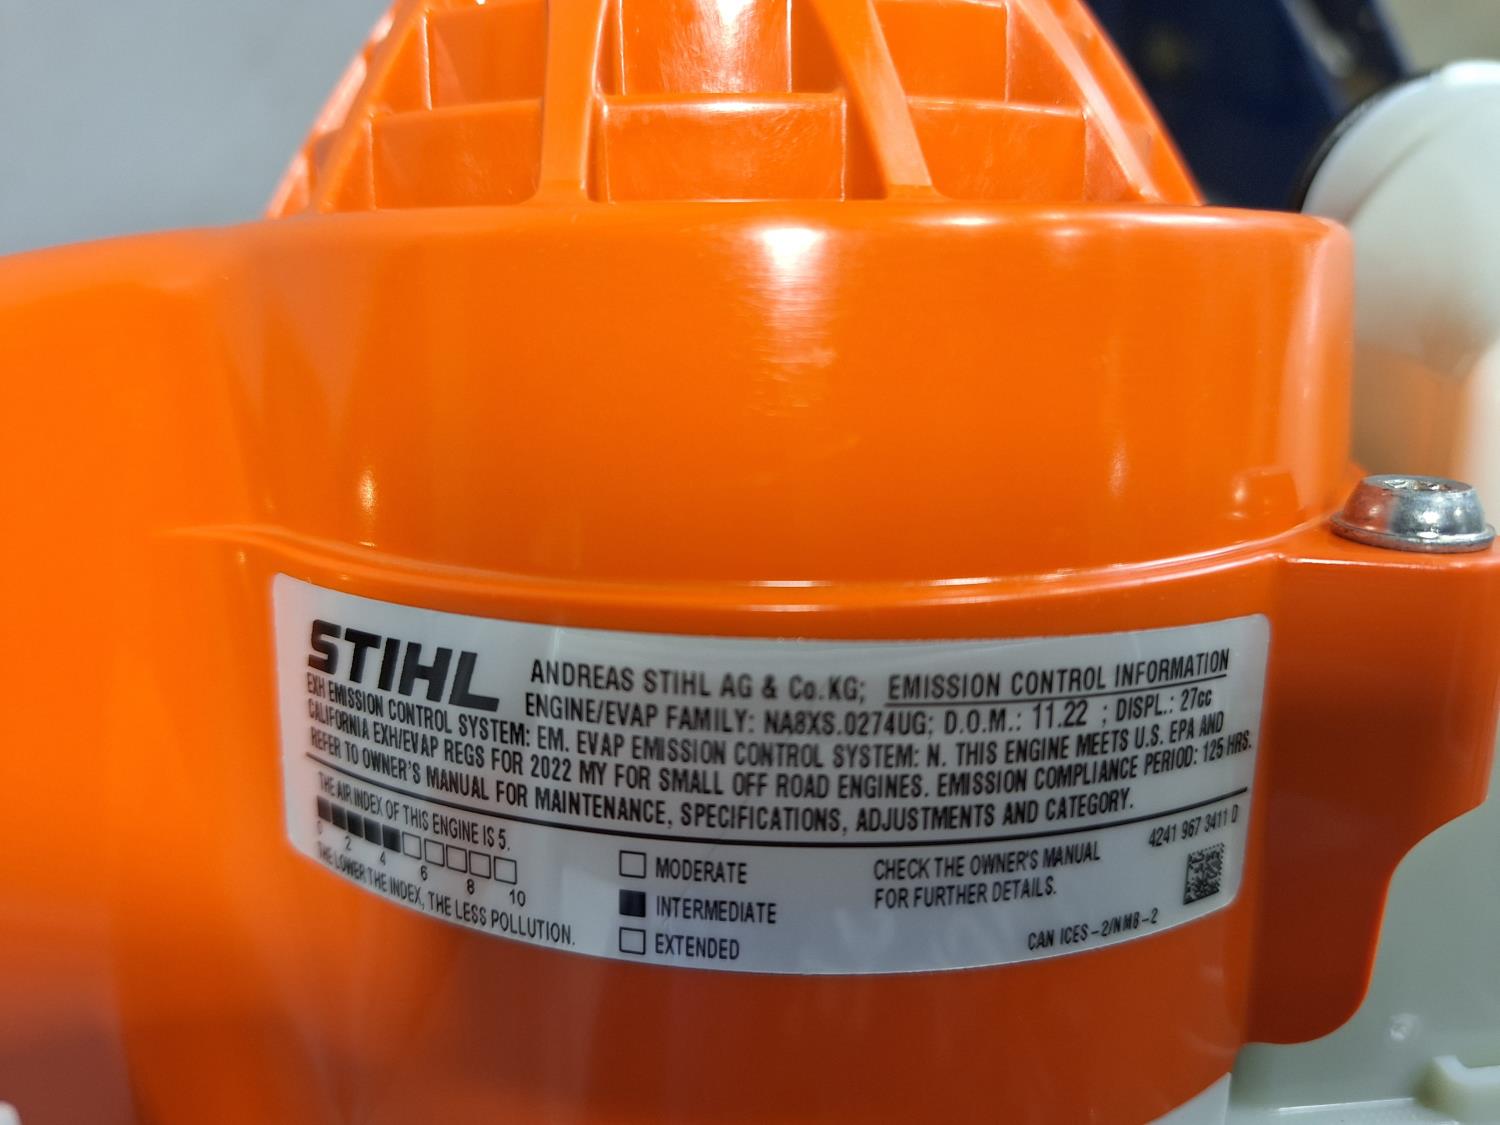 STIHL
ANDREAS STIHL AG & Co.KG; EMISSION CONTROL INFORMATION
ENGINE/EVAP FAMILY: NA8XS.0274UG; D.O.M.: 11.22 ; DISPL.: 27cc
EXH EMISSION CONTROL SYSTEM: EM. EVAP EMISSION CONTROL SYSTEM: N. THIS ENGINE MEETS U.S. EPA AND
CALIFORNIA EXH/EVAP REGS FOR 2022 MY FOR SMALL OFF ROAD ENGINES. EMISSION COMPLIANCE PERIOD: 125 HRS.
REFER TO OWNER'S MANUAL FOR MAINTENANCE, SPECIFICATIONS, ADJUSTMENTS AND CATEGORY.
THE AIR INDEX OF THIS ENGINE IS 5.
0 2 4 6 8 10
THE LOWER THE INDEX, THE LESS POLLUTION.
MODERATE
INTERMEDIATE
EXTENDED
CHECK THE OWNER'S MANUAL
FOR FURTHER DETAILS.
4241 967 3411 D
CAN ICES-2/NMB-2